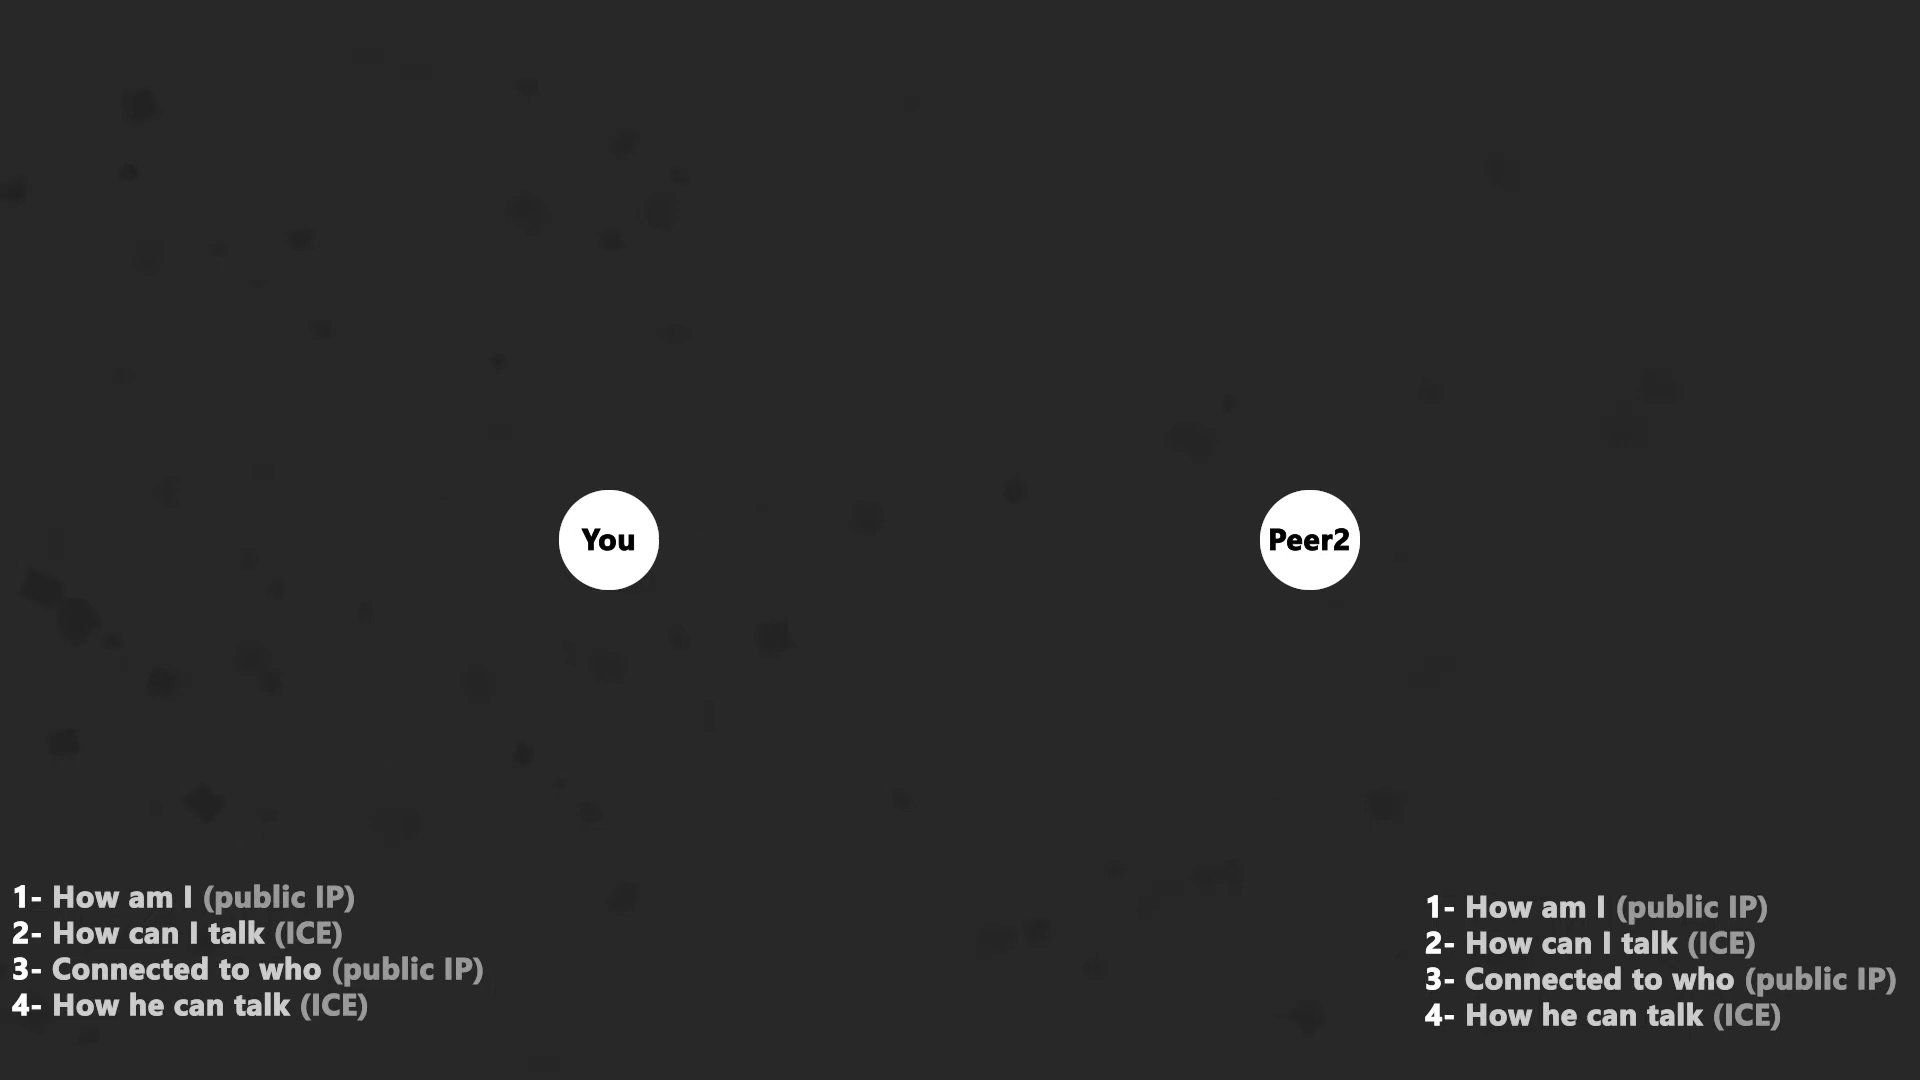 You
Peer2
1- How am I (public IP)
2- How can I talk (ICE)
3- Connected to who (public IP)
4- How he can talk (ICE)
1- How am I (public IP)
2- How can I talk (ICE)
3- Connected to who (public IP)
4- How he can talk (ICE)